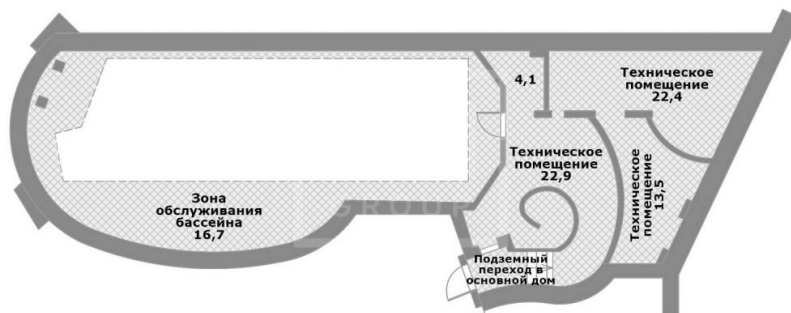 4,1
Техническое
помещение
22,4
Техническое
помещение
22,9
Техническое
помещение
13,5
Зона
обслуживания
бассейна
16,7
GROUP
Подземный
переход в
основной дом